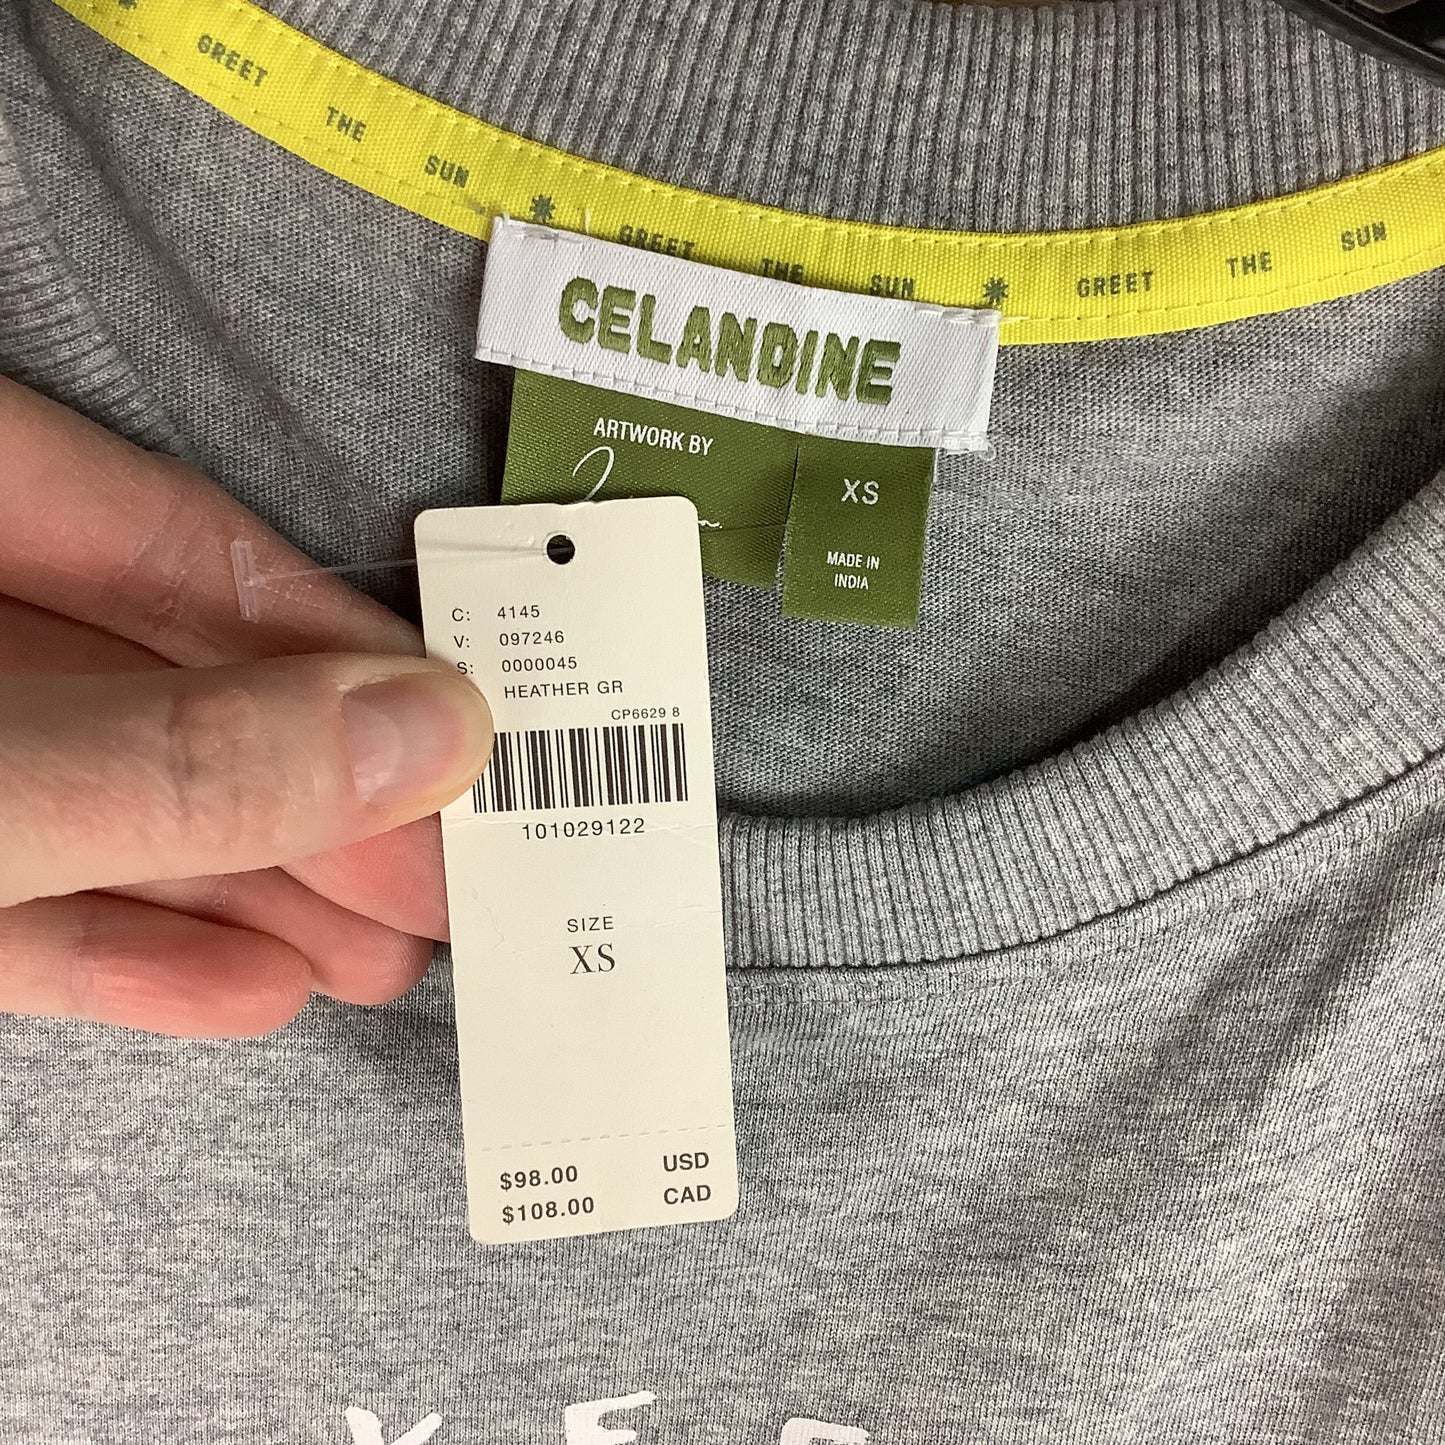 GREET THE SUN GREET THE SUN GREET THE SUN
CELANDINE
ARTWORK BY
XS
MADE IN
INDIA
C: 4145
V: 097246
S: 0000045
HEATHER GR
CP6629 8
101029122
SIZE
XS
$98.00 USD
$108.00 CAD